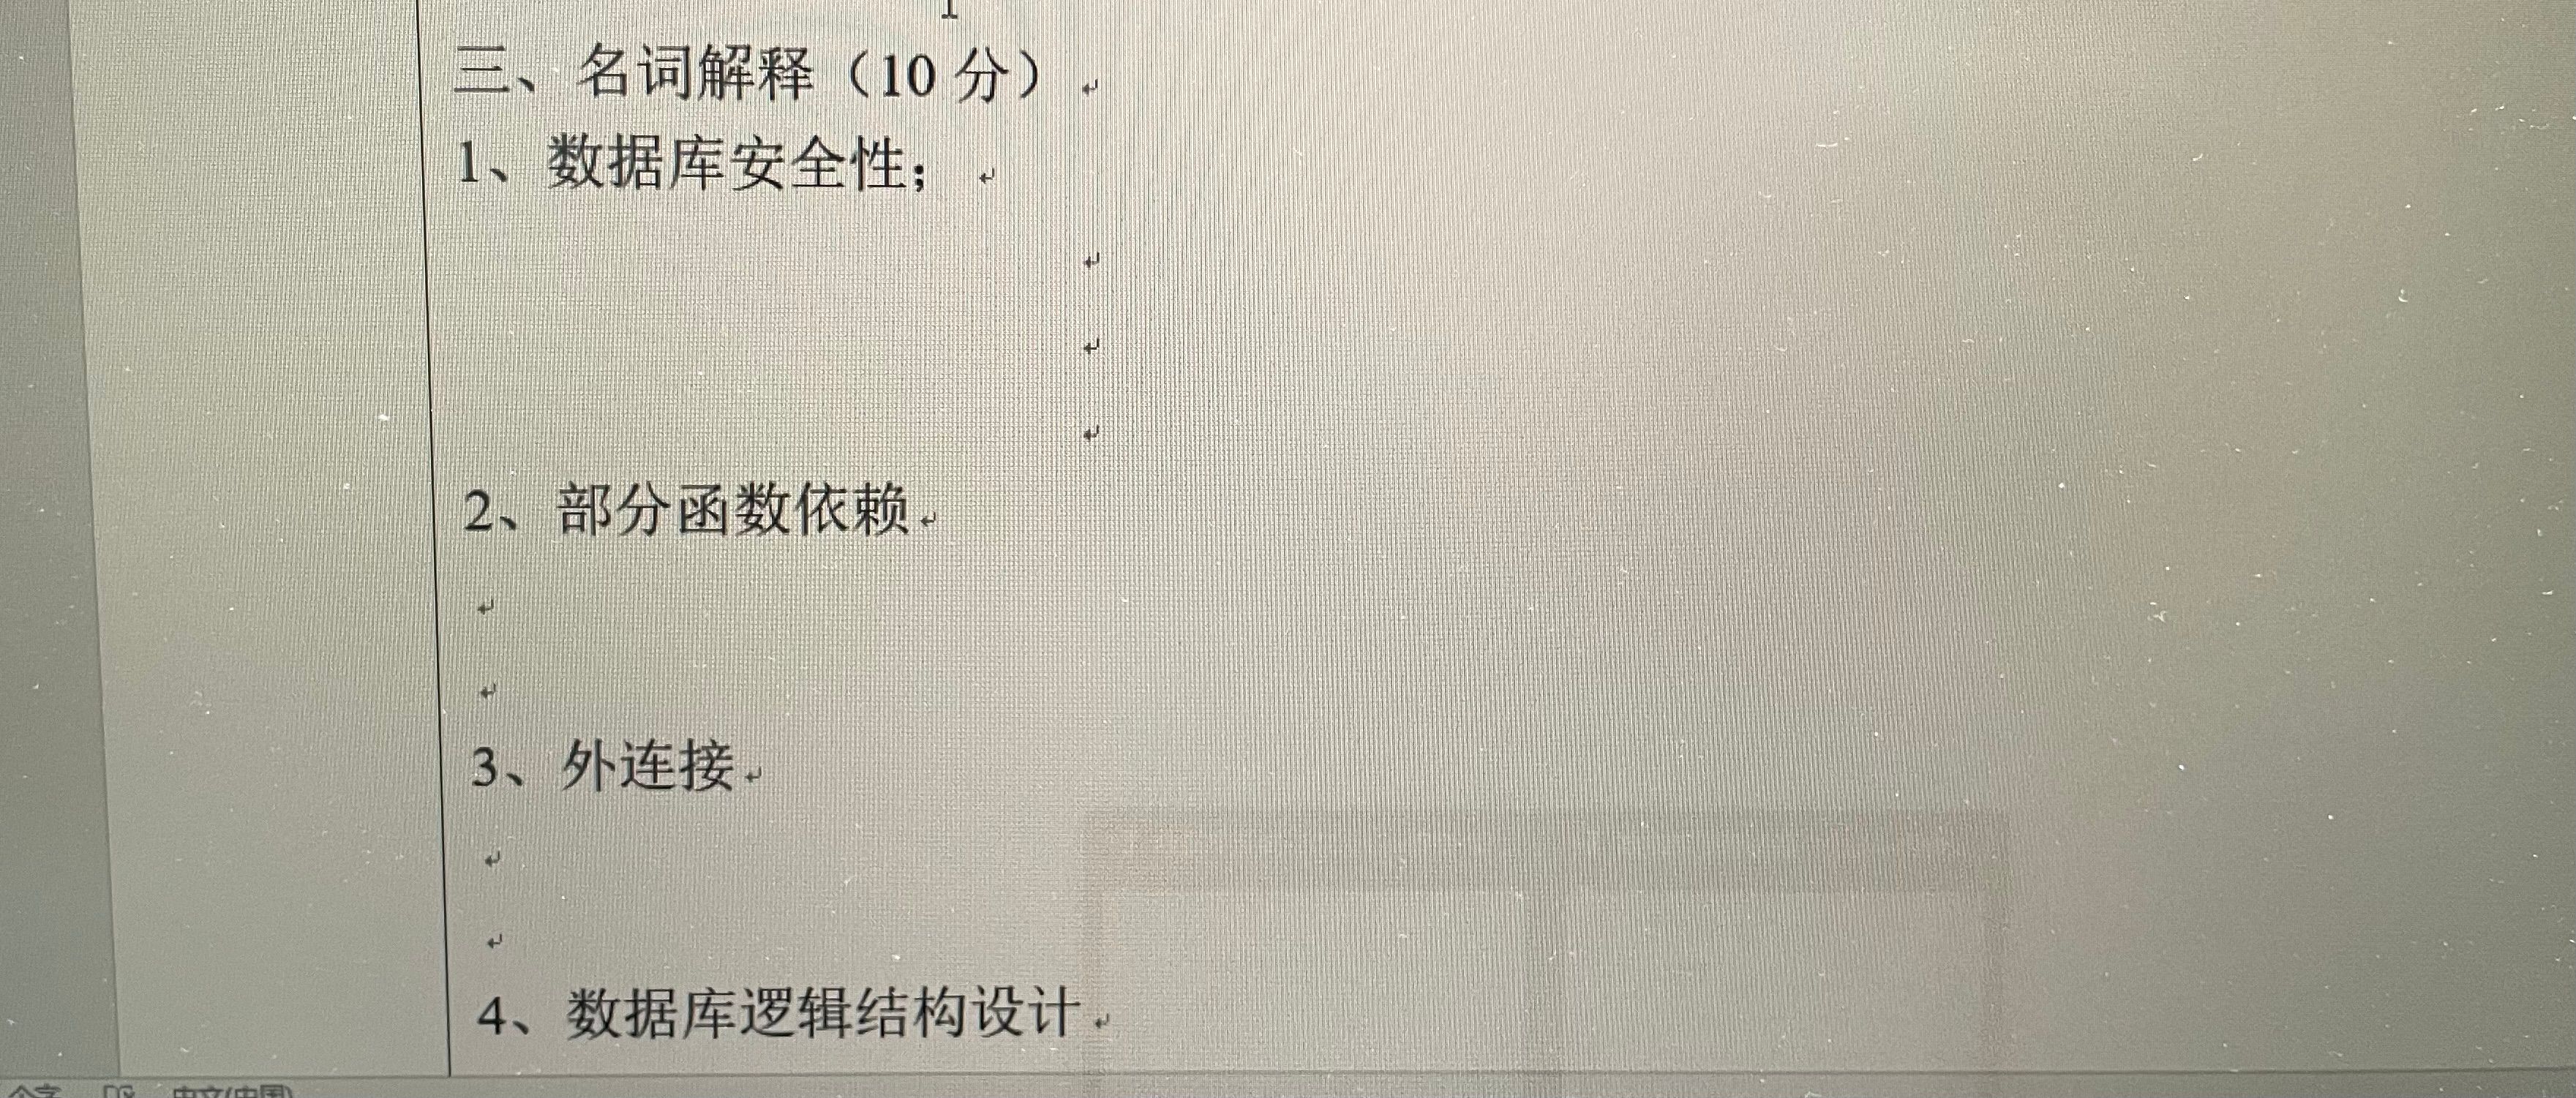 三、名词解释（10 分）
1、数据库安全性；
2、部分函数依赖
3、外连接
4、数据库逻辑结构设计
中文(中国)